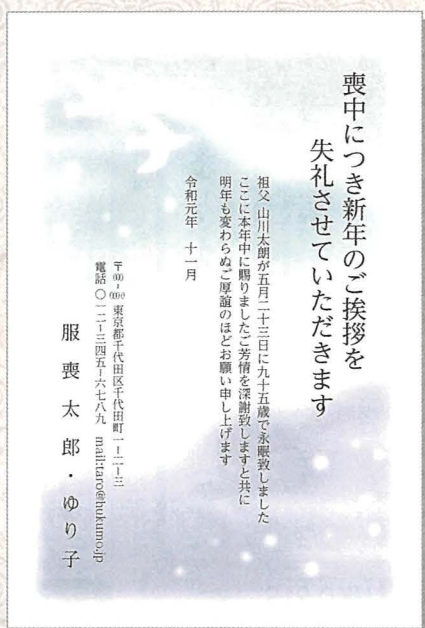 喪中につき新年のご挨拶を
失礼させていただきます
祖父 山川太朗が五月二十三日に九十五歳で永眠致しました
ここに本年中に賜りましたご芳情を深謝致しますと共に
明年も変わらぬご厚誼のほどお願い申し上げます
令和元年 十一月
〒000-0000 東京都千代田区千代田町一-二-三
電話 〇一二-三四五-六七八九 mail:taro@hukumo.jp
服喪太郎・ゆり子